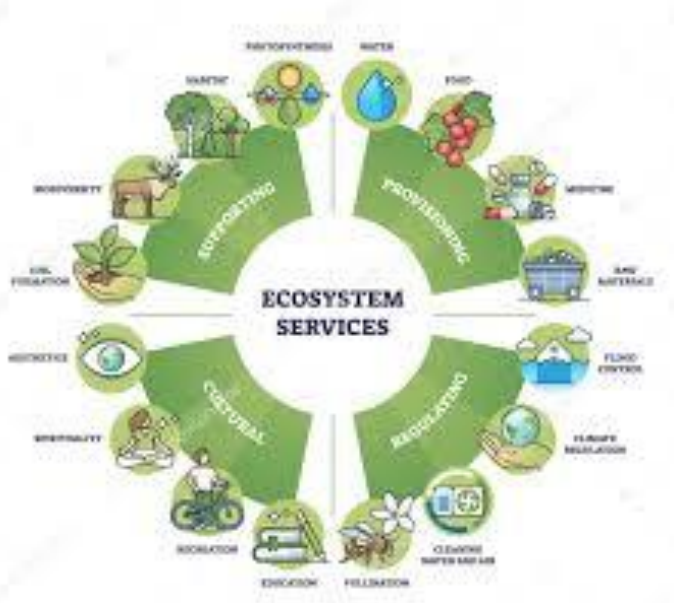 PHOTOSYNTHESIS
WATER
HABITAT
FOOD
BIODIVERSITY
MEDICINE
SUPPORTING
PROVISIONING
SOIL
FORMATION
RAW
MATERIALS
ECOSYSTEM
SERVICES
AESTHETICS
FLOOD
CONTROL
CULTURAL
REGULATING
SPIRITUALITY
CLIMATE
REGULATION
RECREATION
CLEANING
WATER AND AIR
EDUCATION
POLLINATION